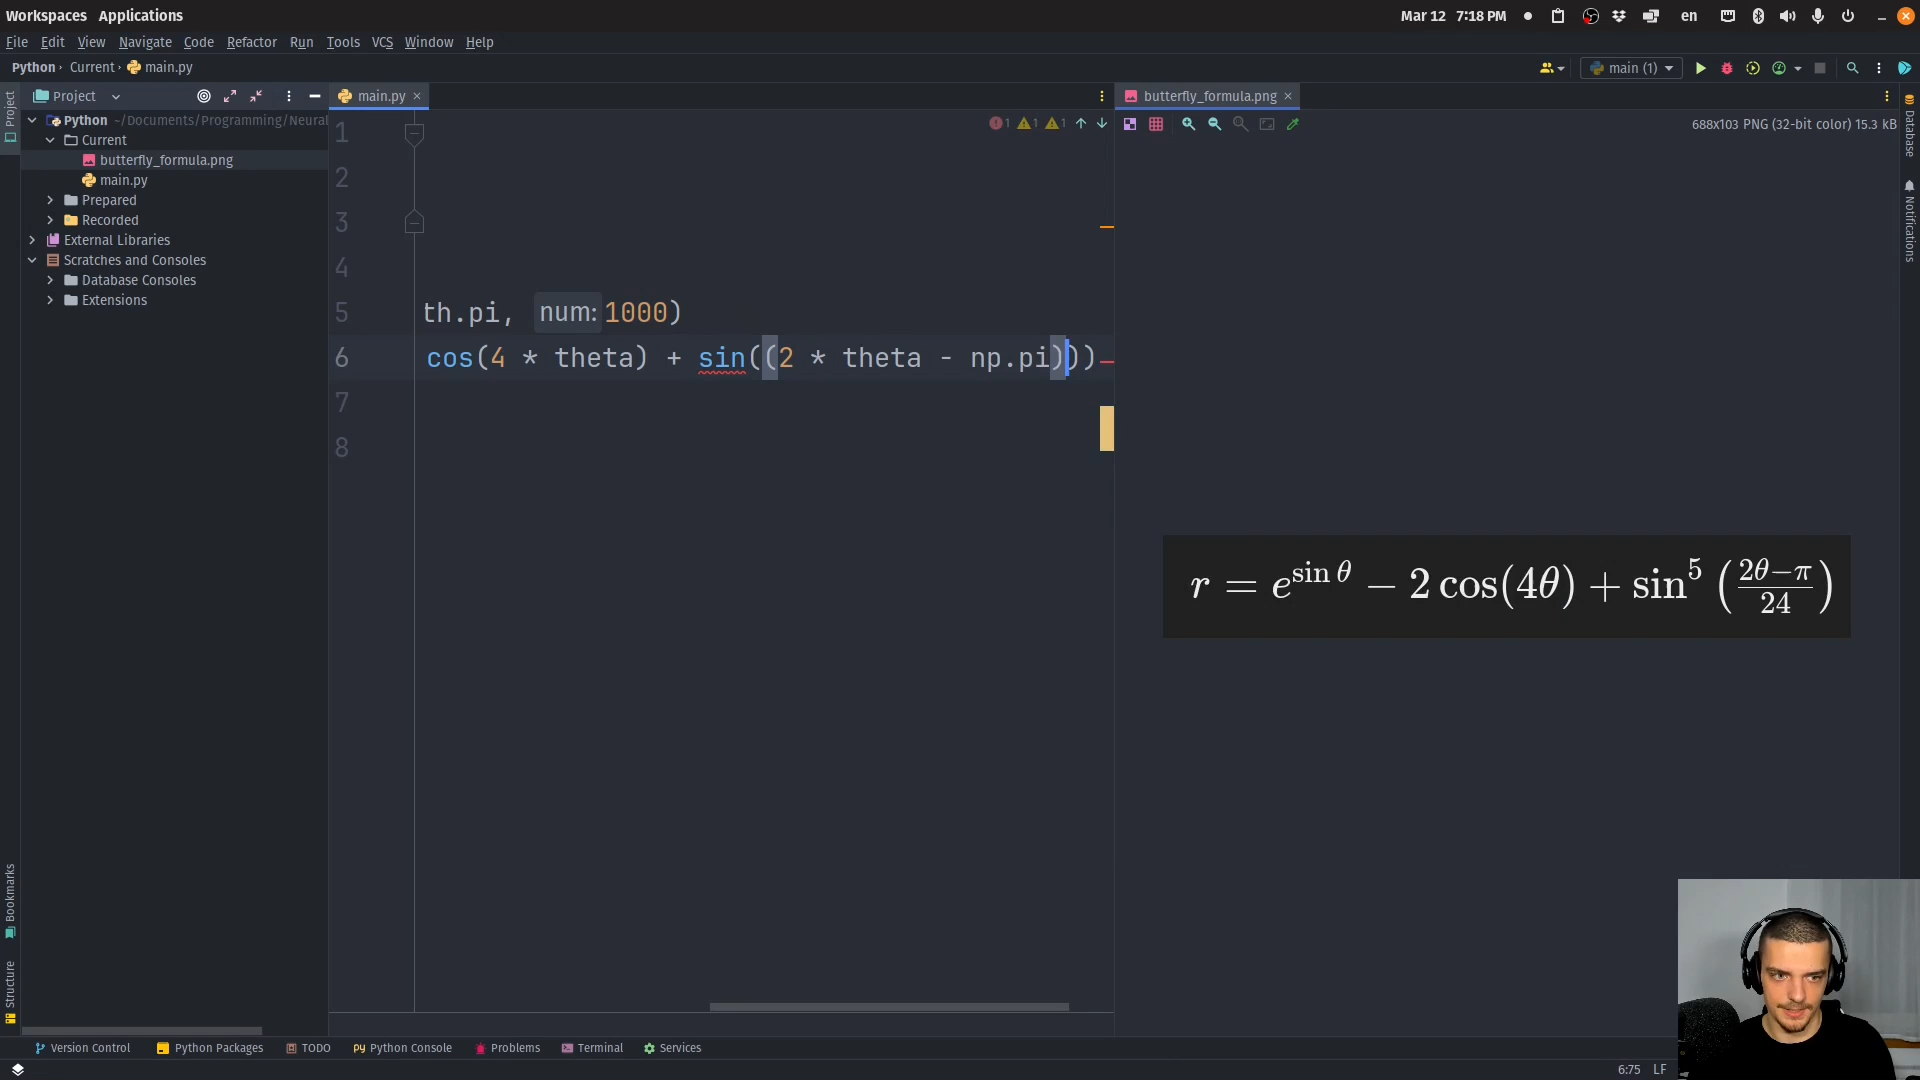 Workspaces Applications
Mar 12 7:18 PM
en
File Edit View Navigate Code Refactor Run Tools VCS Window Help
Python Current main.py
main (1)
Project
main.py
butterfly_formula.png
Project
Python ~/Documents/Programming/Neural
Current
butterfly_formula.png
main.py
Prepared
Recorded
External Libraries
Scratches and Consoles
Database Consoles
Extensions
1 1 1
688x103 PNG (32-bit color) 15.3 kB
Database
Notifications
1
2
3
4
5 th.pi, num: 1000)
6 cos(4 * theta) + sin((2 * theta - np.pi)))
7
8
r = e^{sin θ} − 2 cos(4θ) + sin^5 (\frac{2θ−π}{24})
Bookmarks
Structure
Version Control Python Packages TODO Python Console Problems Terminal Services
6:75 LF